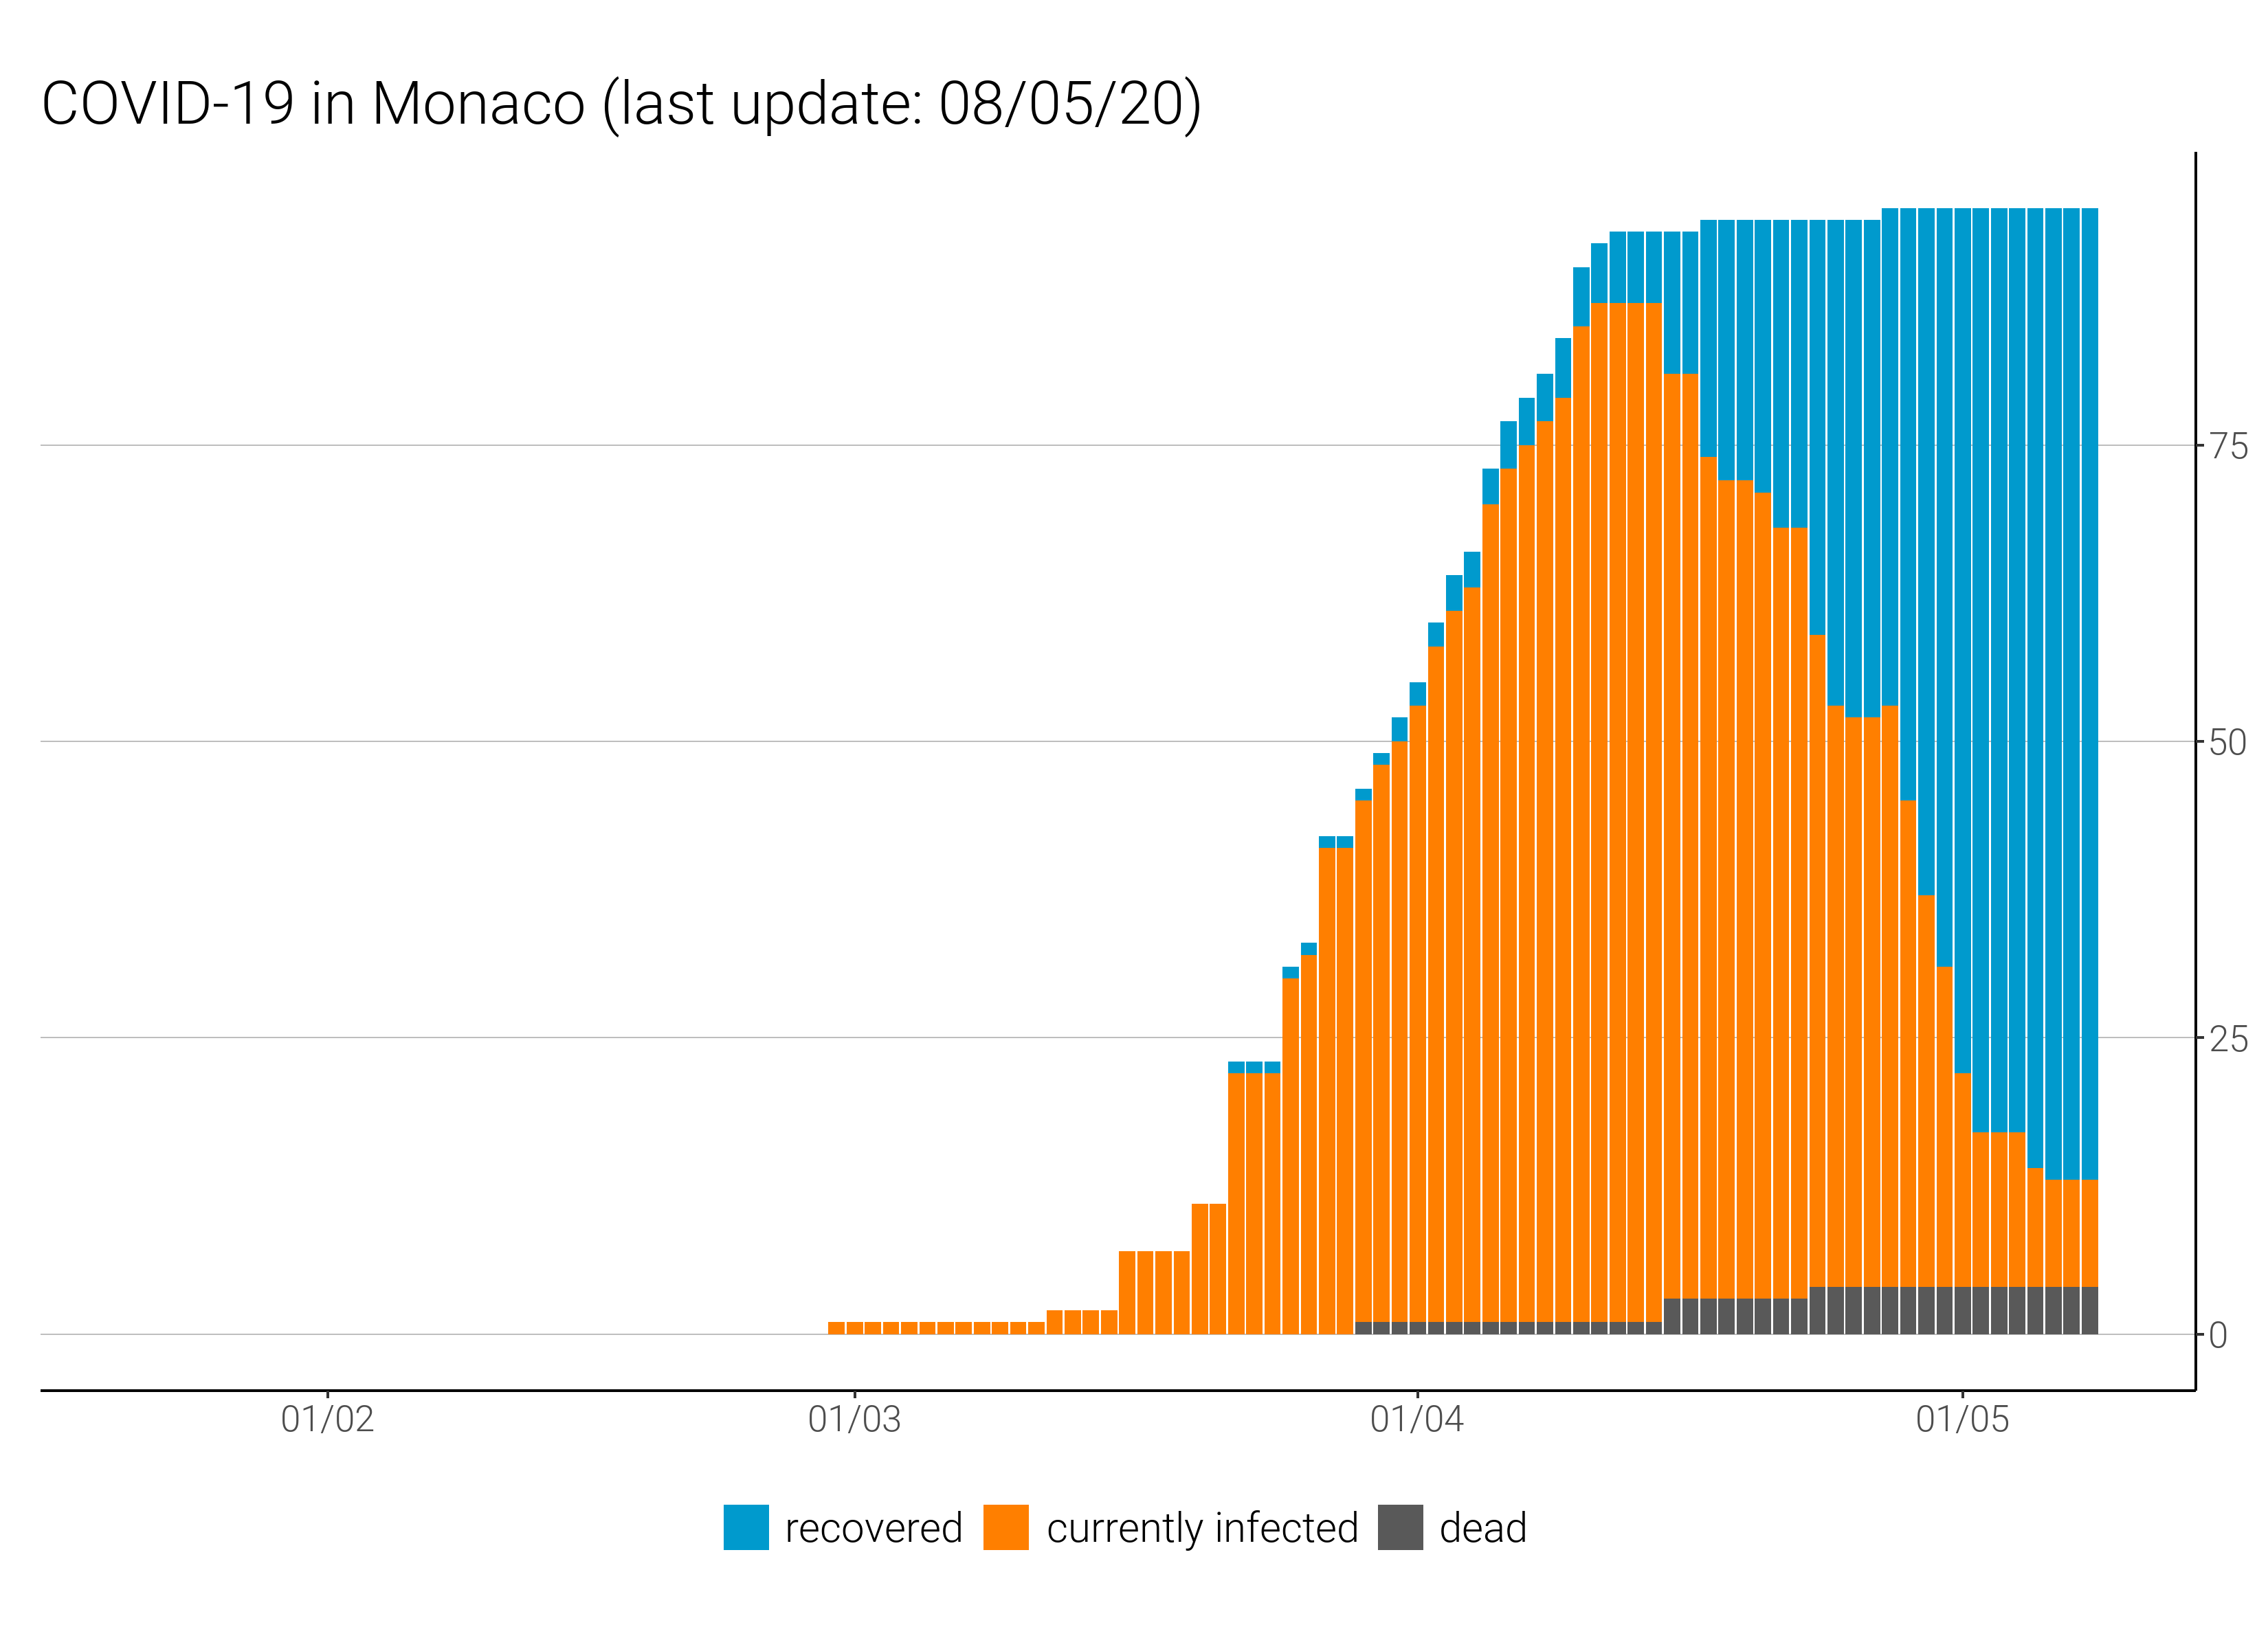 COVID-19 in Monaco (last update: 08/05/20)
75
50
25
0
01/02 01/03 01/04 01/05
recovered currently infected dead